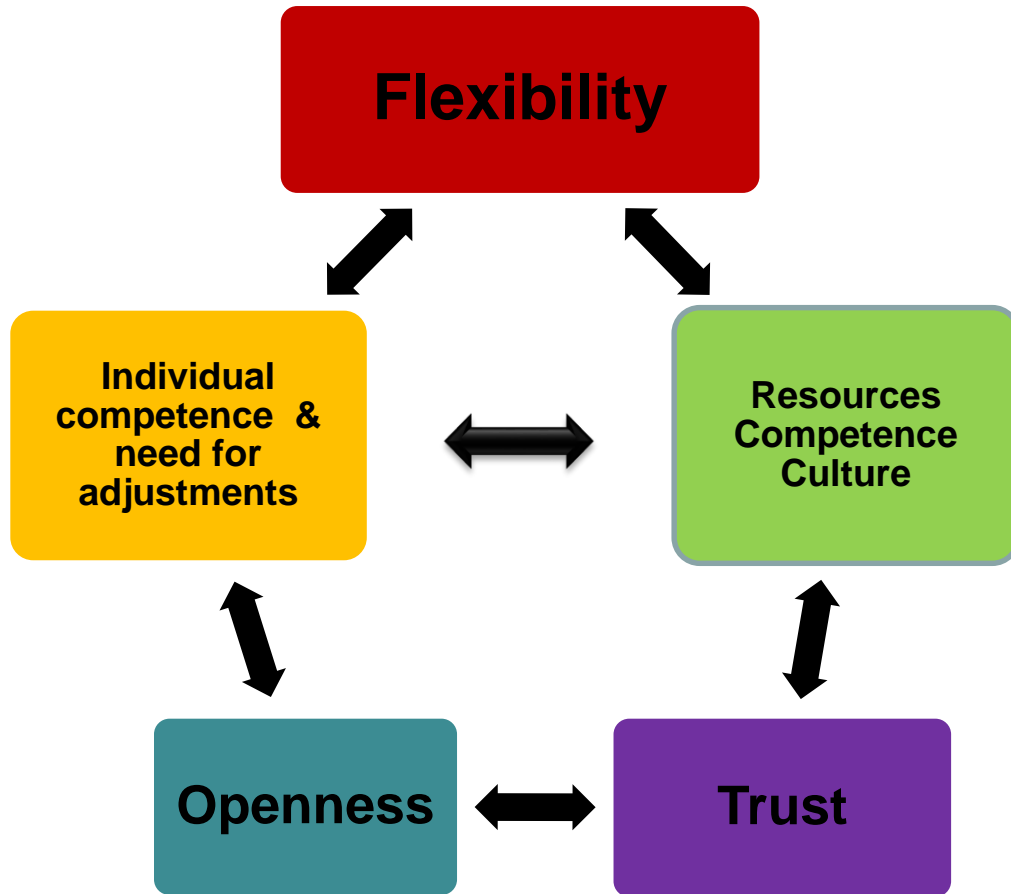 Flexibility
Individual
competence &
need for
adjustments
Resources
Competence
Culture
Openness
Trust